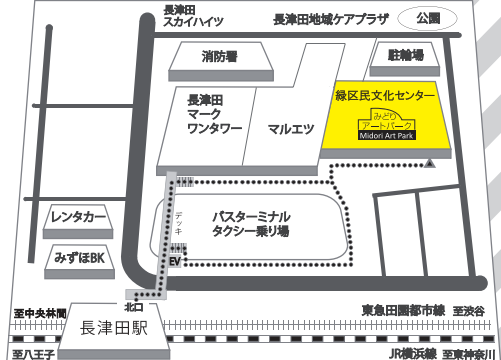 長津田
スカイハイツ
長津田地域ケアプラザ
公園
消防署
駐輪場
長津田
マーク
ワンタワー
マルエツ
緑区民文化センター
みどり
アートパーク
Midori Art Park
レンタカー
みずほBK
デッキ
バスターミナル
タクシー乗り場
EV
北口
長津田駅
至中央林間
東急田園都市線 至渋谷
至八王子
JR横浜線 至東神奈川